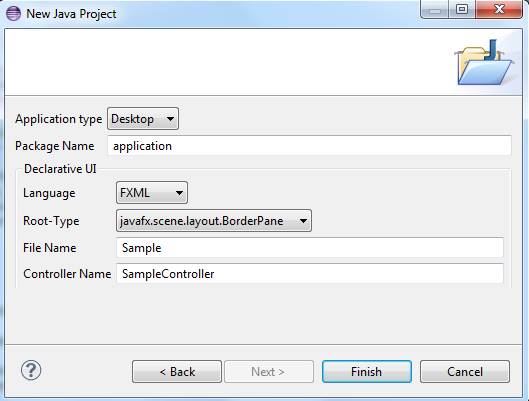 New Java Project
Application type Desktop
Package Name application
Declarative UI
Language FXML
Root-Type javafx.scene.layout.BorderPane
File Name Sample
Controller Name SampleController
? < Back Next > Finish Cancel